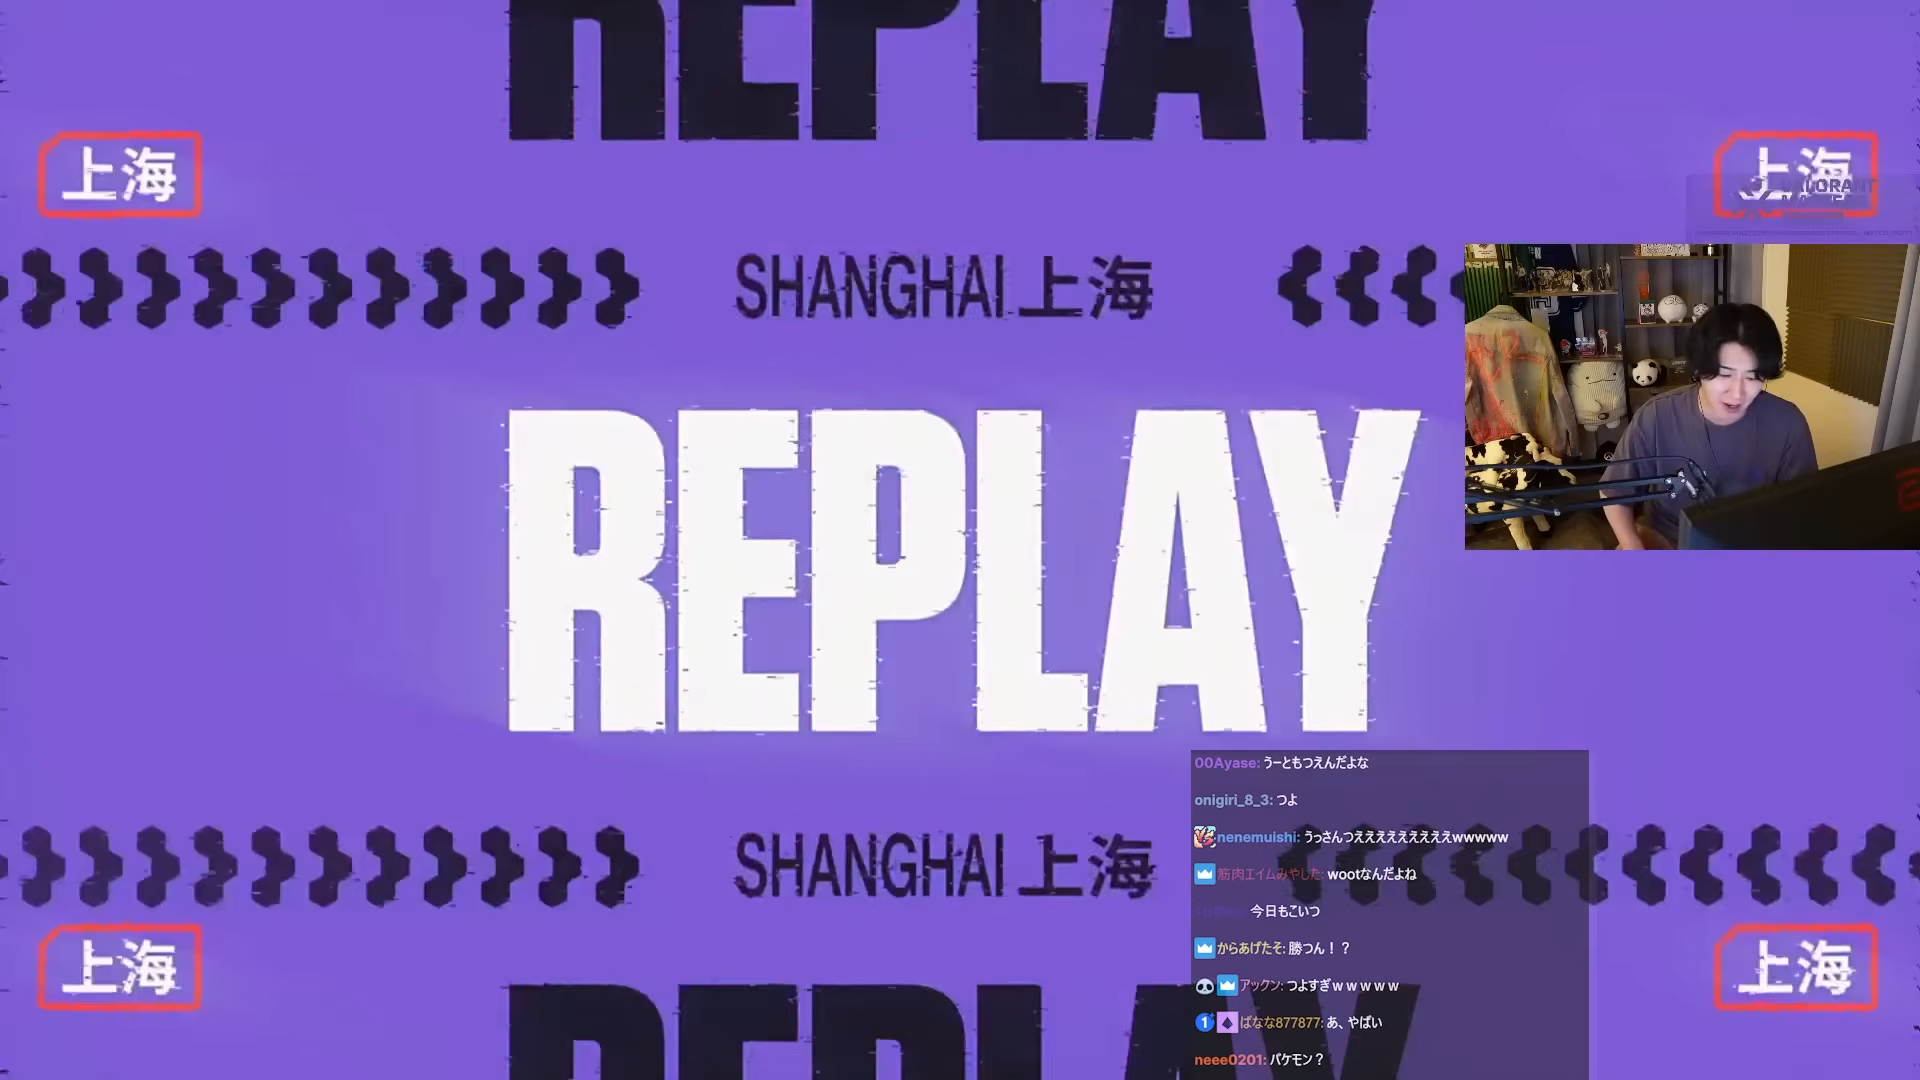 REPLAY
上海
上海
VALORANT
SHANGHAI 上海
REPLAY
00Ayase: うーともつえんだよな
onigiri_8_3: つよ
nenemuishi: うっさんつえええええええええwwwww
筋肉エイムみやした: wootなんだよね
今日もこいつ
からあげたそ: 勝つん！？
アックン: つよすぎｗｗｗｗｗ
ばなな877877: あ、やばい
neee0201: バケモン？
SHANGHAI 上海
上海
上海
REPLAY